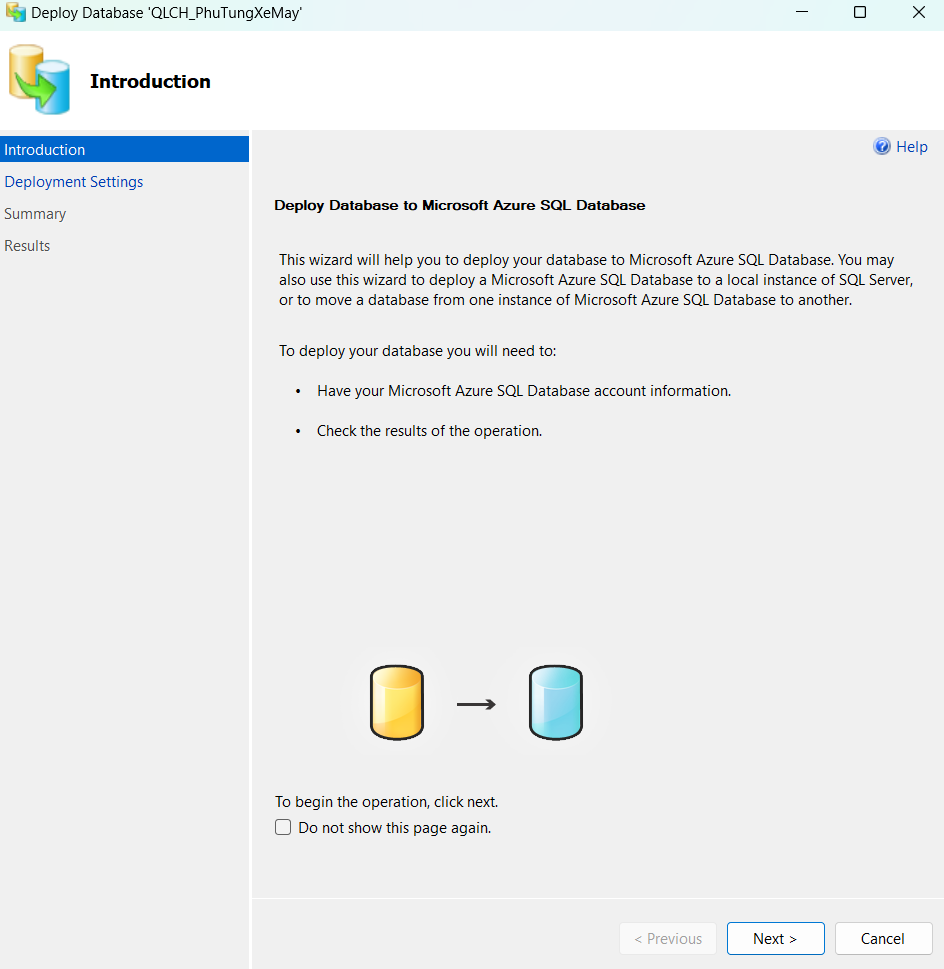 Deploy Database 'QLCH_PhuTungXeMay'
Introduction
Introduction
Deployment Settings
Summary
Results
Help
Deploy Database to Microsoft Azure SQL Database
This wizard will help you to deploy your database to Microsoft Azure SQL Database. You may
also use this wizard to deploy a Microsoft Azure SQL Database to a local instance of SQL Server,
or to move a database from one instance of Microsoft Azure SQL Database to another.
To deploy your database you will need to:
• Have your Microsoft Azure SQL Database account information.
• Check the results of the operation.
To begin the operation, click next.
Do not show this page again.
< Previous
Next >
Cancel